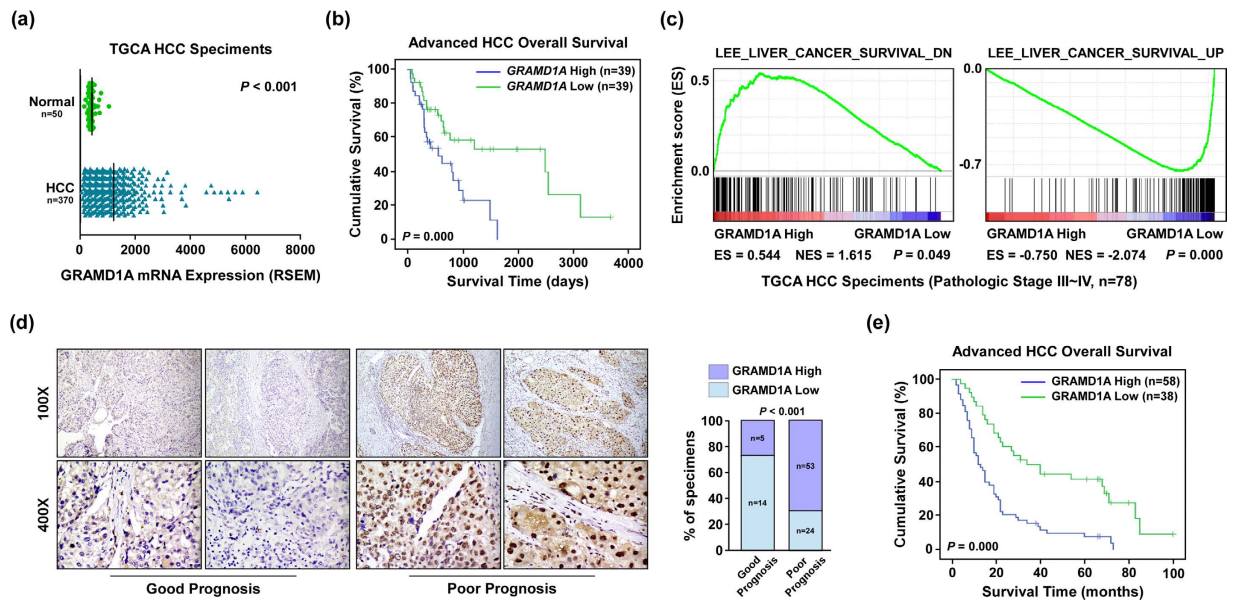 (a)
TGCA HCC Speciments
P < 0.001
Normal
n=50
HCC
n=370
0 2000 4000 6000 8000
GRAMD1A mRNA Expression (RSEM)
(b)
Advanced HCC Overall Survival
GRAMD1A High (n=39)
GRAMD1A Low (n=39)
Cumulative Survival (%)
100
80
60
40
20
0
P = 0.000
0 1000 2000 3000 4000
Survival Time (days)
(c)
LEE_LIVER_CANCER_SURVIVAL_DN
LEE_LIVER_CANCER_SURVIVAL_UP
Enrichment score (ES)
0.5
0.0
0.0
-0.7
GRAMD1A High GRAMD1A Low
ES = 0.544 NES = 1.615 P = 0.049
GRAMD1A High GRAMD1A Low
ES = -0.750 NES = -2.074 P = 0.000
TGCA HCC Speciments (Pathologic Stage III~IV, n=78)
(d)
100X
400X
Good Prognosis
Poor Prognosis
GRAMD1A High
GRAMD1A Low
P < 0.001
% of specimens
100
80
60
40
20
0
n=5
n=14
n=53
n=24
Good
Prognosis
Poor
Prognosis
(e)
Advanced HCC Overall Survival
GRAMD1A High (n=58)
GRAMD1A Low (n=38)
Cumulative Survival (%)
100
80
60
40
20
0
P = 0.000
0 20 40 60 80 100
Survival Time (months)